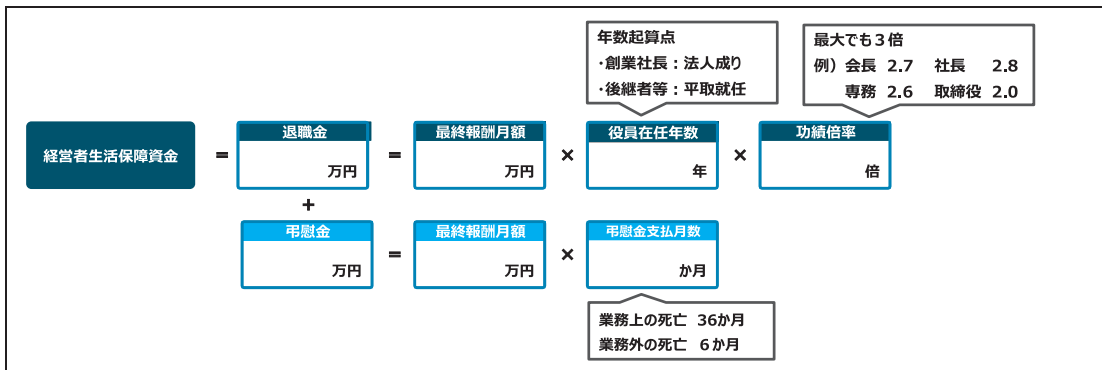 年数起算点
・創業社長：法人成り
・後継者等：平取就任
最大でも３倍
例）会長 2.7 社長 2.8
専務 2.6 取締役 2.0
経営者生活保障資金
=
退職金
万円
=
最終報酬月額
万円
×
役員在任年数
年
×
功績倍率
倍
+
弔慰金
万円
=
最終報酬月額
万円
×
弔慰金支払月数
か月
業務上の死亡 36か月
業務外の死亡 ６か月